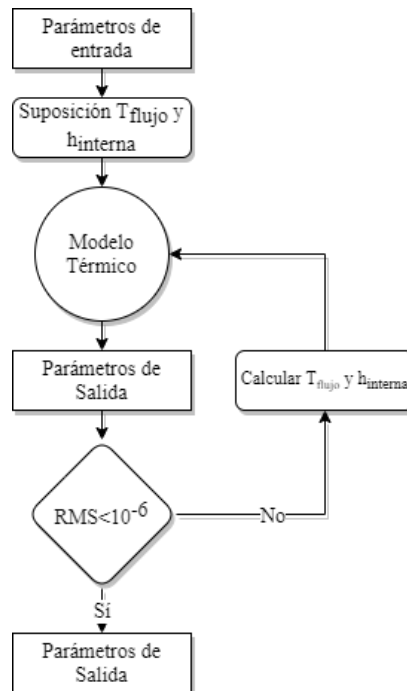 Parámetros de
entrada
Suposición Tflujo y
hinterna
Modelo
Térmico
Parámetros de
Salida
Calcular Tflujo y hinterna
RMS<10-6
No
Sí
Parámetros de
Salida